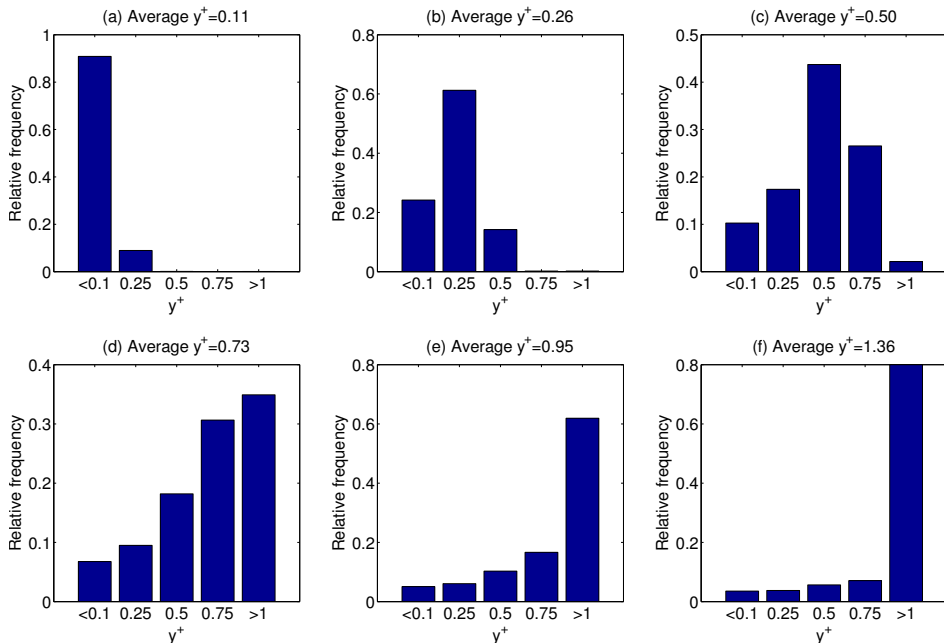 (a) Average y⁺=0.11
1
0.8
0.6
0.4
0.2
0
Relative frequency
<0.1 0.25 0.5 0.75 >1
y⁺
(b) Average y⁺=0.26
0.8
0.6
0.4
0.2
0
Relative frequency
<0.1 0.25 0.5 0.75 >1
y⁺
(c) Average y⁺=0.50
0.5
0.4
0.3
0.2
0.1
0
Relative frequency
<0.1 0.25 0.5 0.75 >1
y⁺
(d) Average y⁺=0.73
0.4
0.3
0.2
0.1
0
Relative frequency
<0.1 0.25 0.5 0.75 >1
y⁺
(e) Average y⁺=0.95
0.8
0.6
0.4
0.2
0
Relative frequency
<0.1 0.25 0.5 0.75 >1
y⁺
(f) Average y⁺=1.36
0.8
0.6
0.4
0.2
0
Relative frequency
<0.1 0.25 0.5 0.75 >1
y⁺